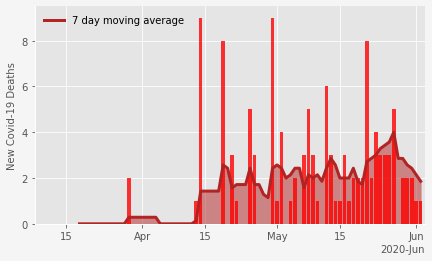 7 day moving average
New Covid-19 Deaths
8
6
4
2
0
15
Apr
15
May
15
Jun
2020-Jun